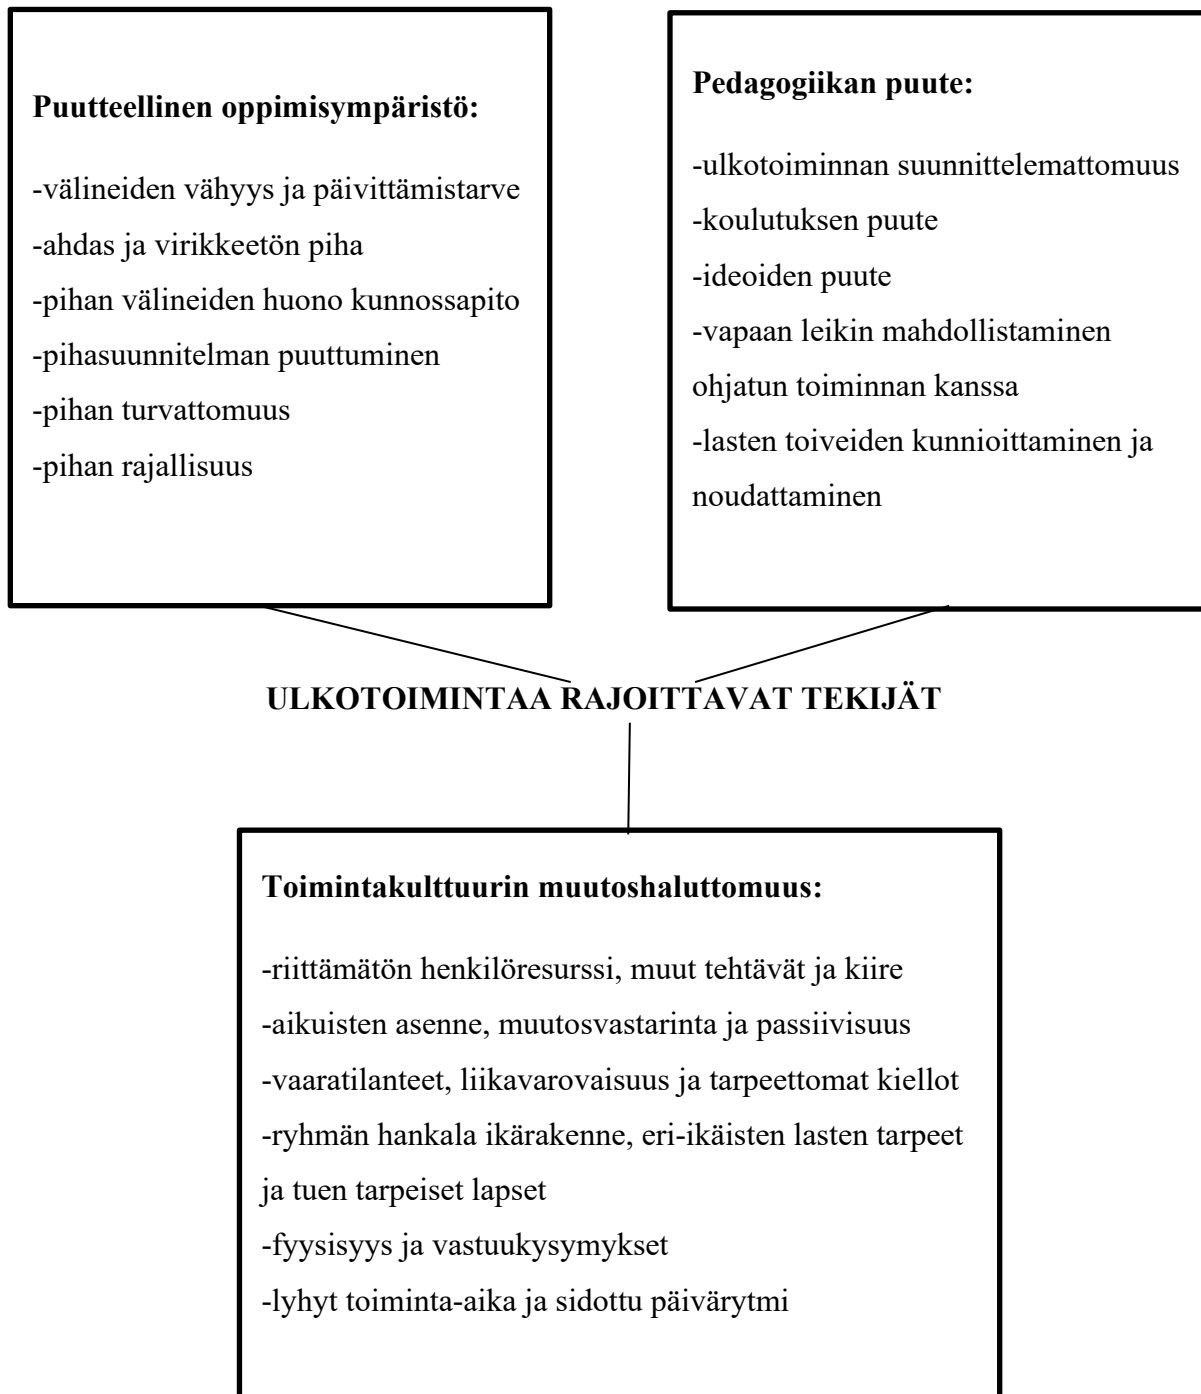 Puutteellinen oppimisympäristö:
-välineiden vähyys ja päivittämistarve
-ahdas ja virikkeetön piha
-pihan välineiden huono kunnossapito
-pihasuunnitelman puuttuminen
-pihan turvattomuus
-pihan rajallisuus
Pedagogiikan puute:
-ulkotoiminnan suunnittelemattomuus
-koulutuksen puute
-ideoiden puute
-vapaan leikin mahdollistaminen
ohjatun toiminnan kanssa
-lasten toiveiden kunnioittaminen ja
noudattaminen
ULKOTOIMINTAA RAJOITTAVAT TEKIJÄT
Toimintakulttuurin muutoshaluttomuus:
-riittämätön henkilöresurssi, muut tehtävät ja kiire
-aikuisten asenne, muutosvastarinta ja passiivisuus
-vaaratilanteet, liikavarovaisuus ja tarpeettomat kiellot
-ryhmän hankala ikärakenne, eri-ikäisten lasten tarpeet
ja tuen tarpeiset lapset
-fyysisyys ja vastuukysymykset
-lyhyt toiminta-aika ja sidottu päivärytmi